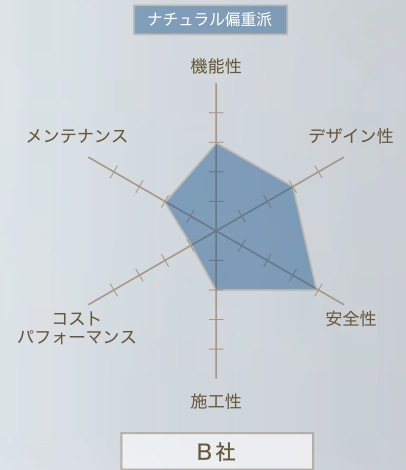 ナチュラル偏重派
機能性
メンテナンス
デザイン性
コスト
パフォーマンス
安全性
施工性
B社